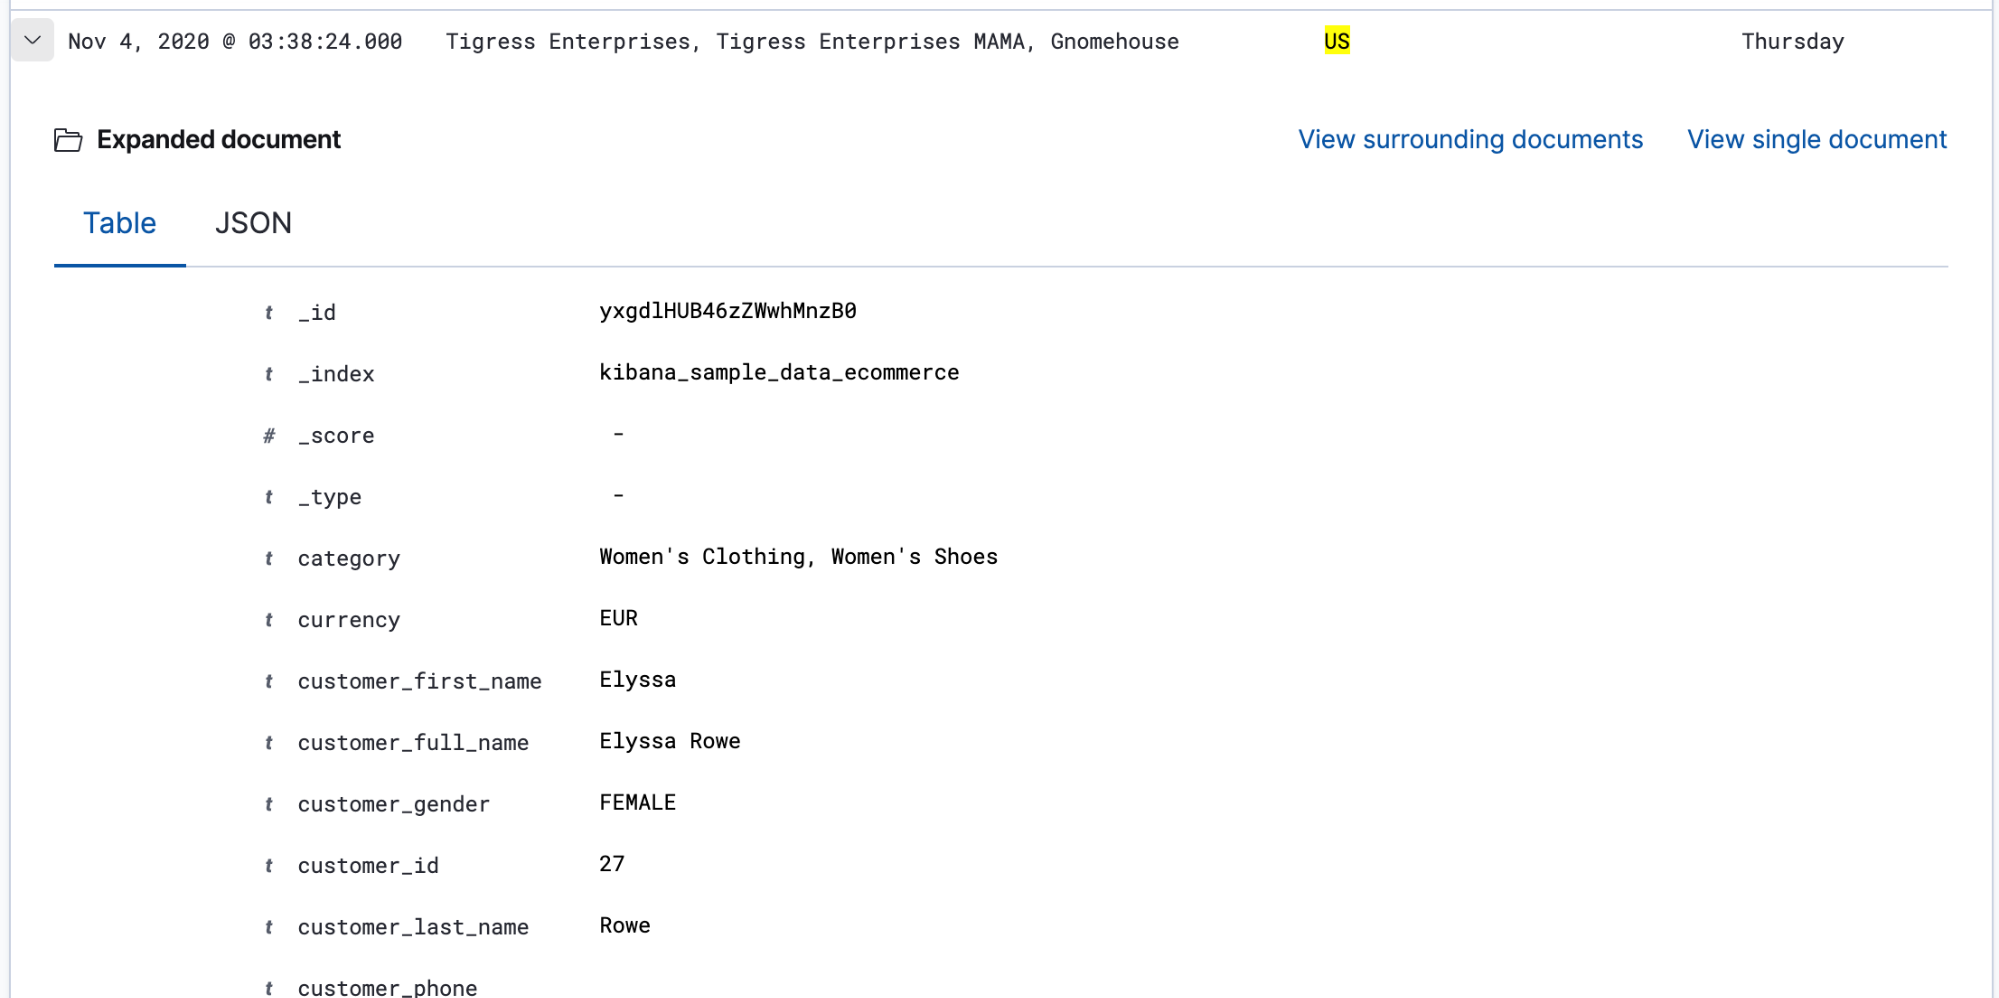 Nov 4, 2020 @ 03:38:24.000 Tigress Enterprises, Tigress Enterprises MAMA, Gnomehouse US Thursday
Expanded document View surrounding documents View single document
Table JSON
t _id yxgdlHUB46zZWwhMnzB0
t _index kibana_sample_data_ecommerce
# _score -
t _type -
t category Women's Clothing, Women's Shoes
t currency EUR
t customer_first_name Elyssa
t customer_full_name Elyssa Rowe
t customer_gender FEMALE
t customer_id 27
t customer_last_name Rowe
t customer_phone